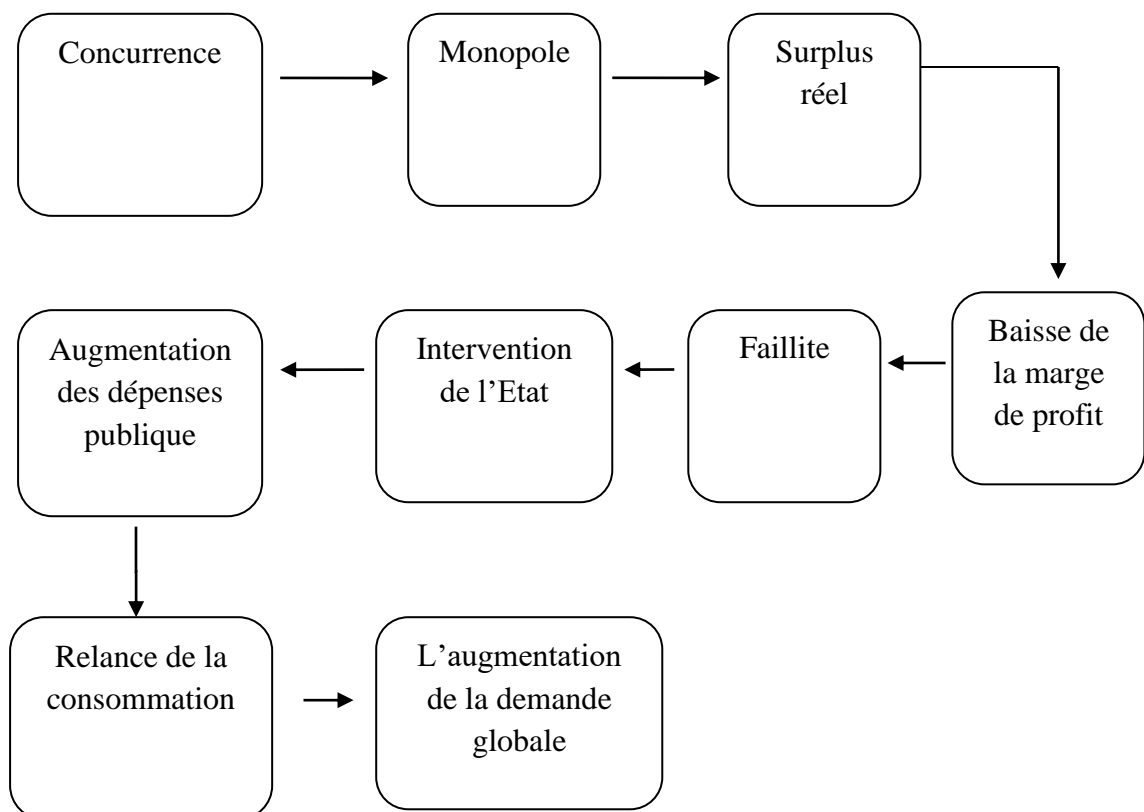 Concurrence
Monopole
Surplus
réel
Baisse de
la marge
de profit
Faillite
Intervention
de l’Etat
Augmentation
des dépenses
publique
Relance de la
consommation
L’augmentation
de la demande
globale